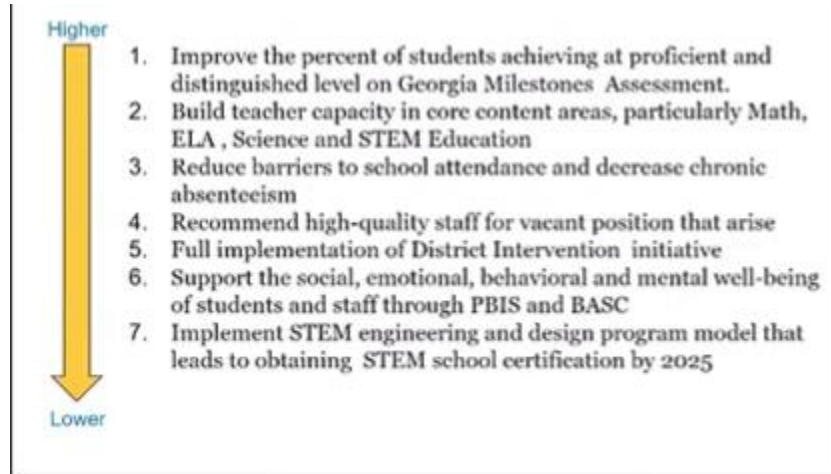 Higher
1. Improve the percent of students achieving at proficient and
distinguished level on Georgia Milestones Assessment.
2. Build teacher capacity in core content areas, particularly Math,
ELA , Science and STEM Education
3. Reduce barriers to school attendance and decrease chronic
absenteeism
4. Recommend high-quality staff for vacant position that arise
5. Full implementation of District Intervention initiative
6. Support the social, emotional, behavioral and mental well-being
of students and staff through PBIS and BASC
7. Implement STEM engineering and design program model that
leads to obtaining STEM school certification by 2025
Lower